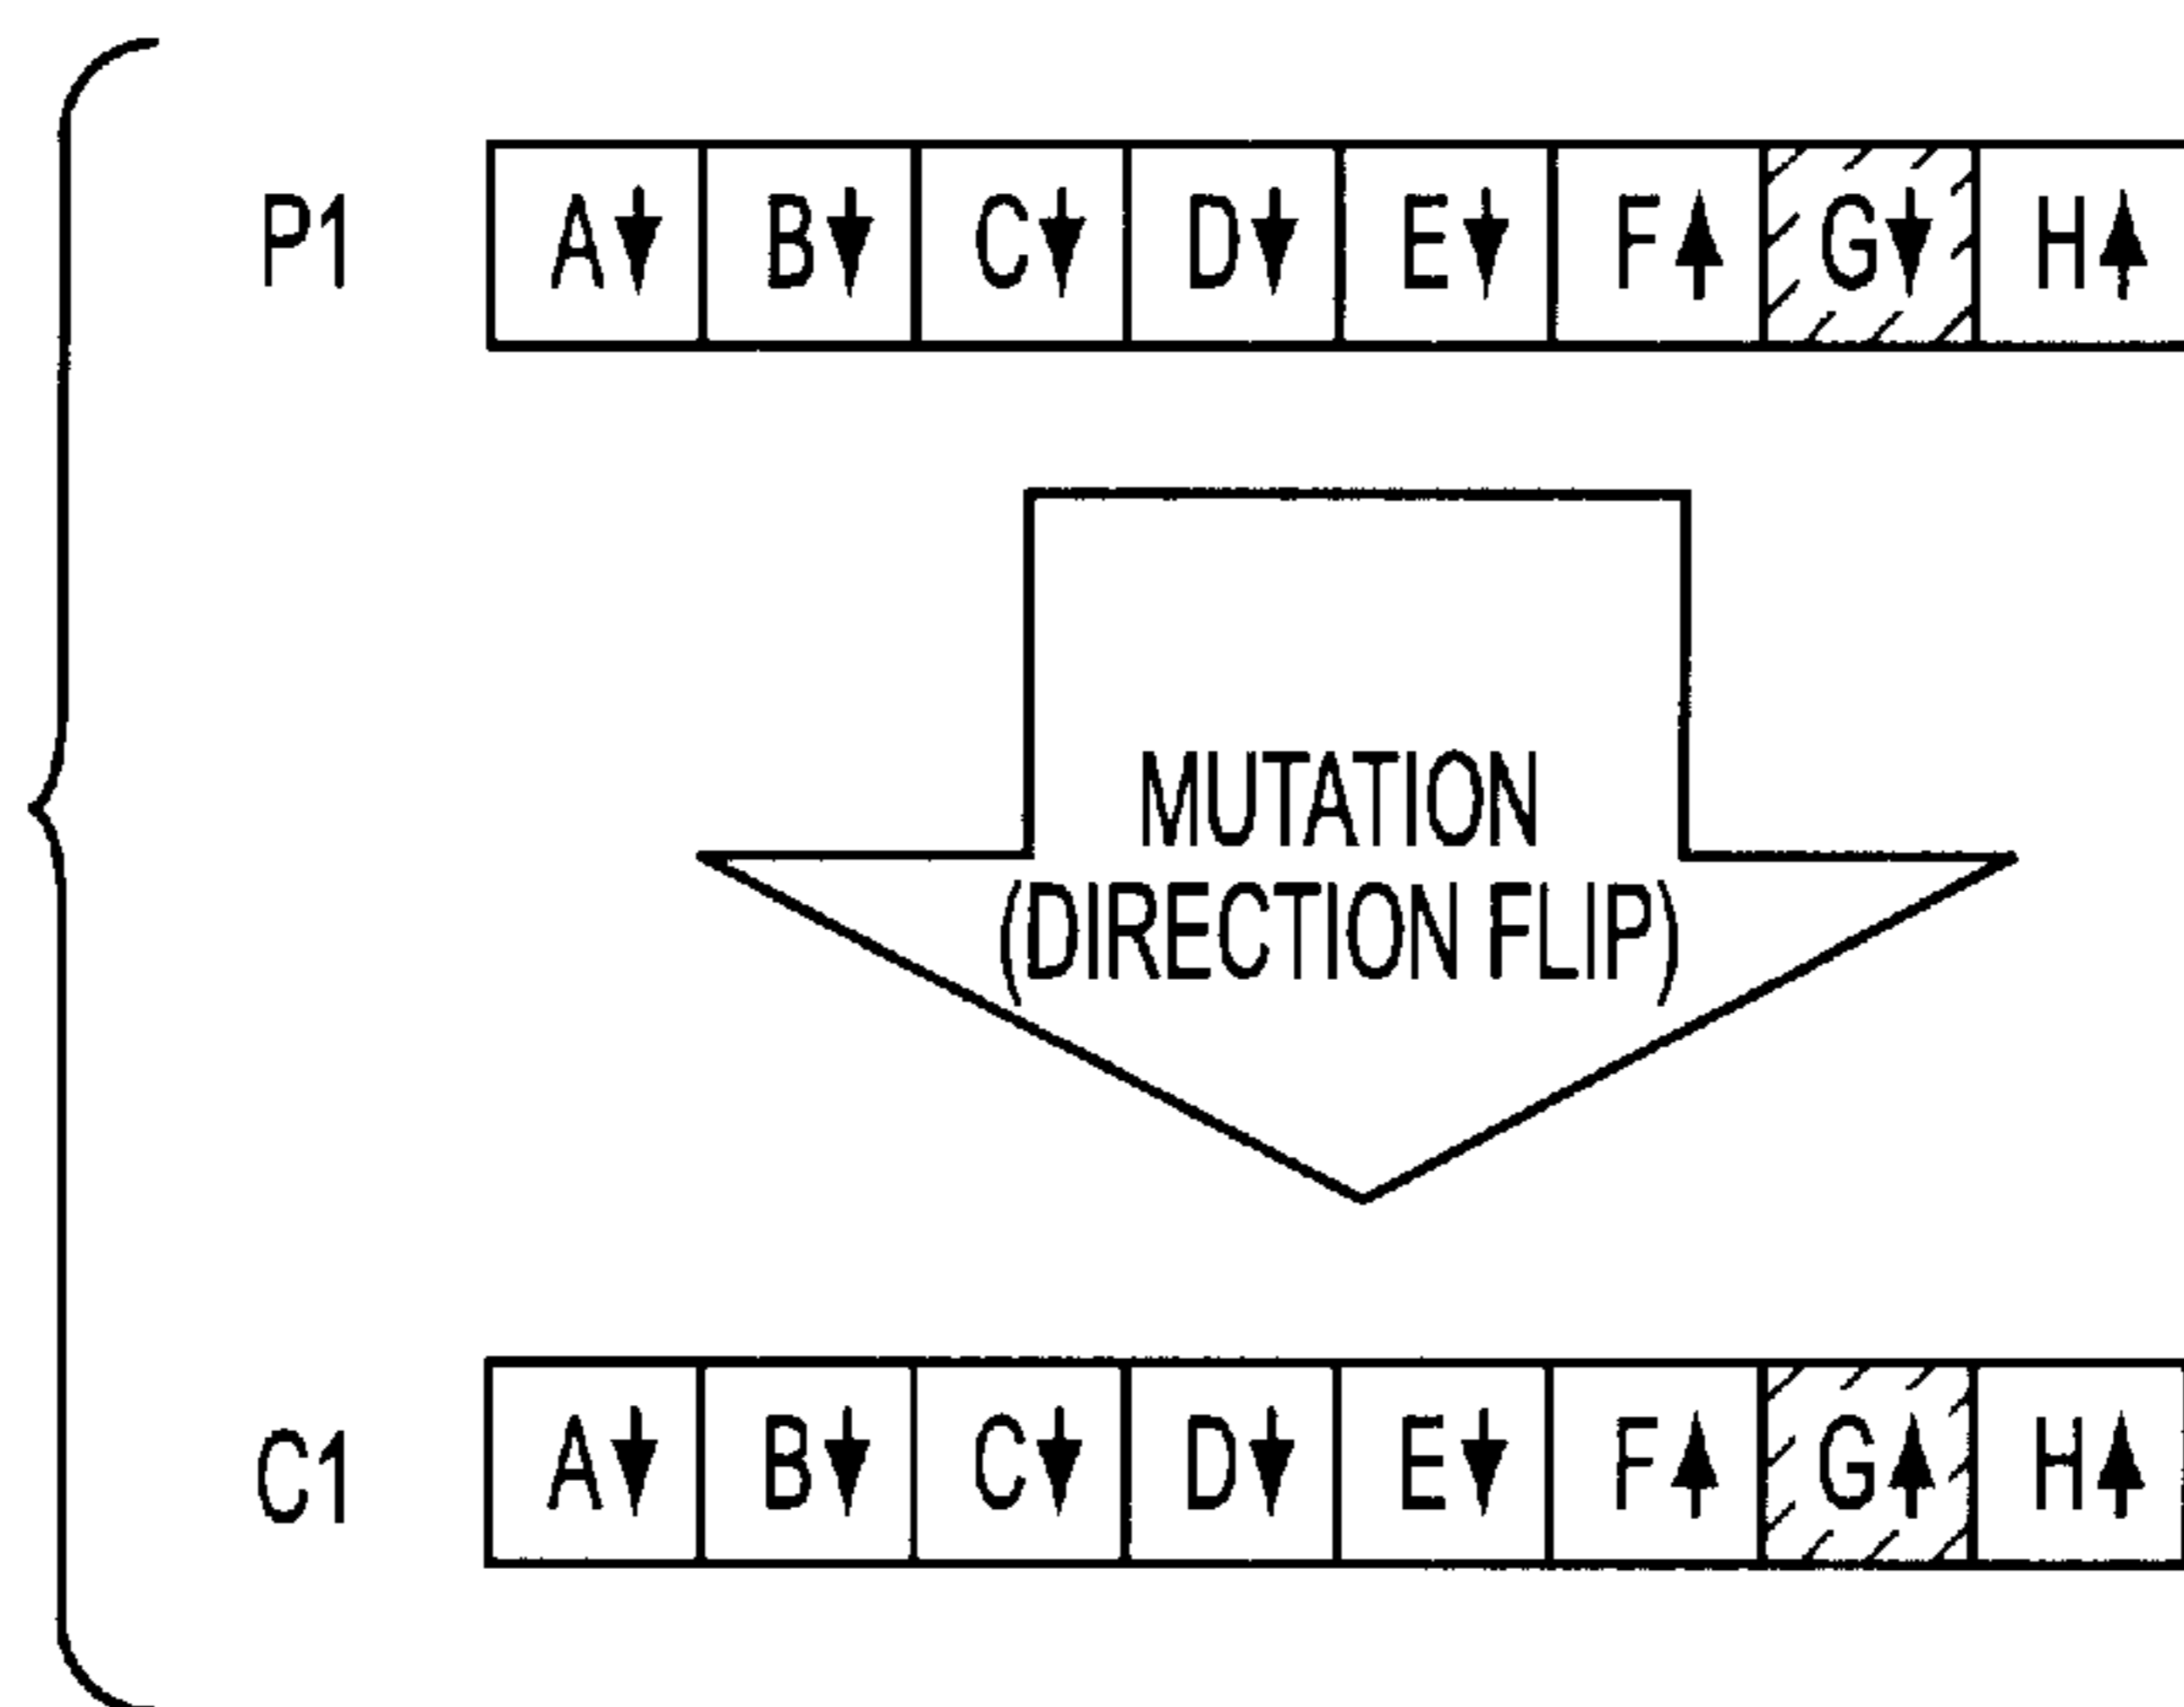 P1 A↓ B↓ C↓ D↓ E↓ F↑ G↓ H↑
MUTATION
(DIRECTION FLIP)
C1 A↓ B↓ C↓ D↓ E↓ F↑ G↑ H↑